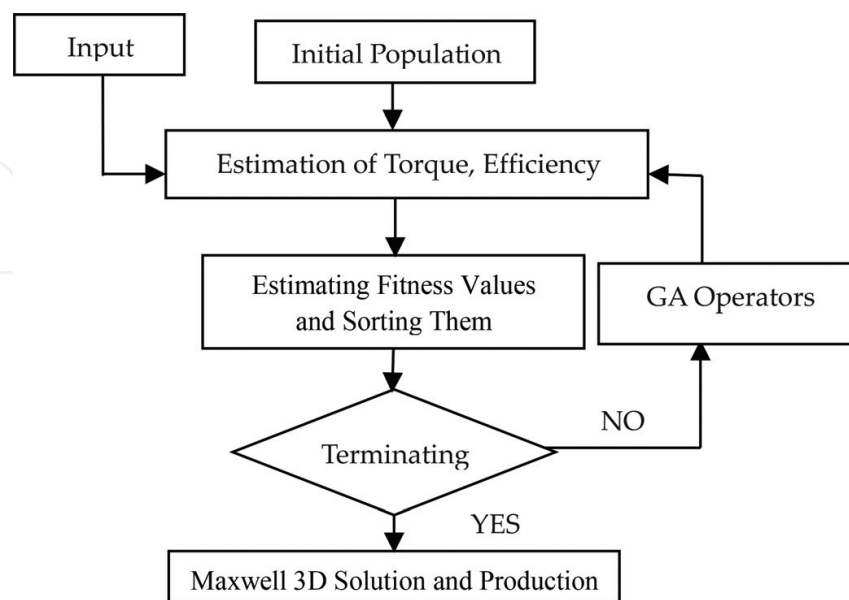 Input
Initial Population
Estimation of Torque, Efficiency
Estimating Fitness Values
and Sorting Them
GA Operators
NO
Terminating
YES
Maxwell 3D Solution and Production